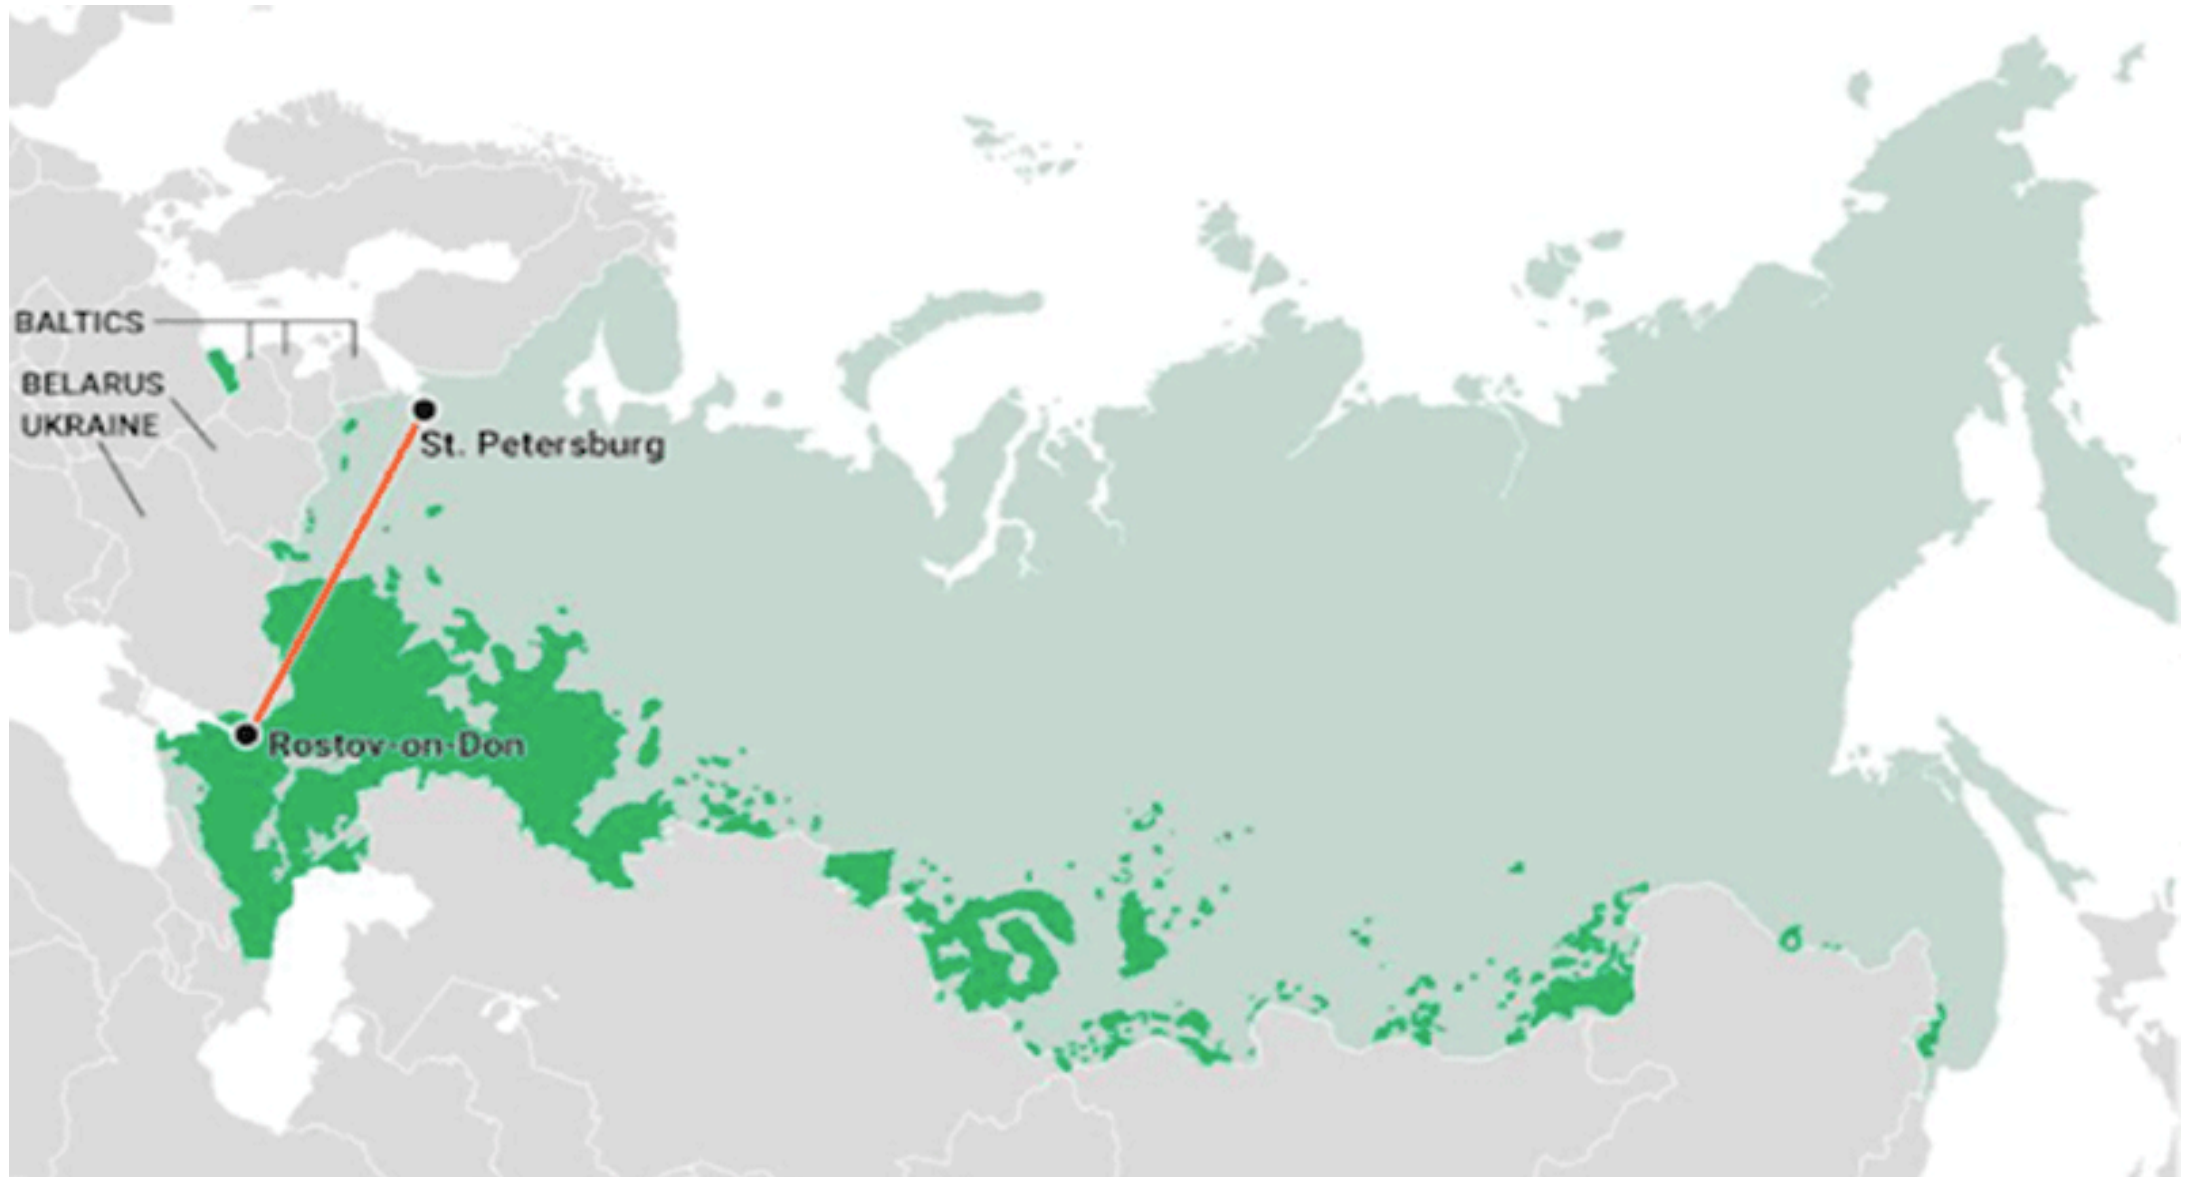 BALTICS
BELARUS
UKRAINE
St. Petersburg
Rostov-on-Don